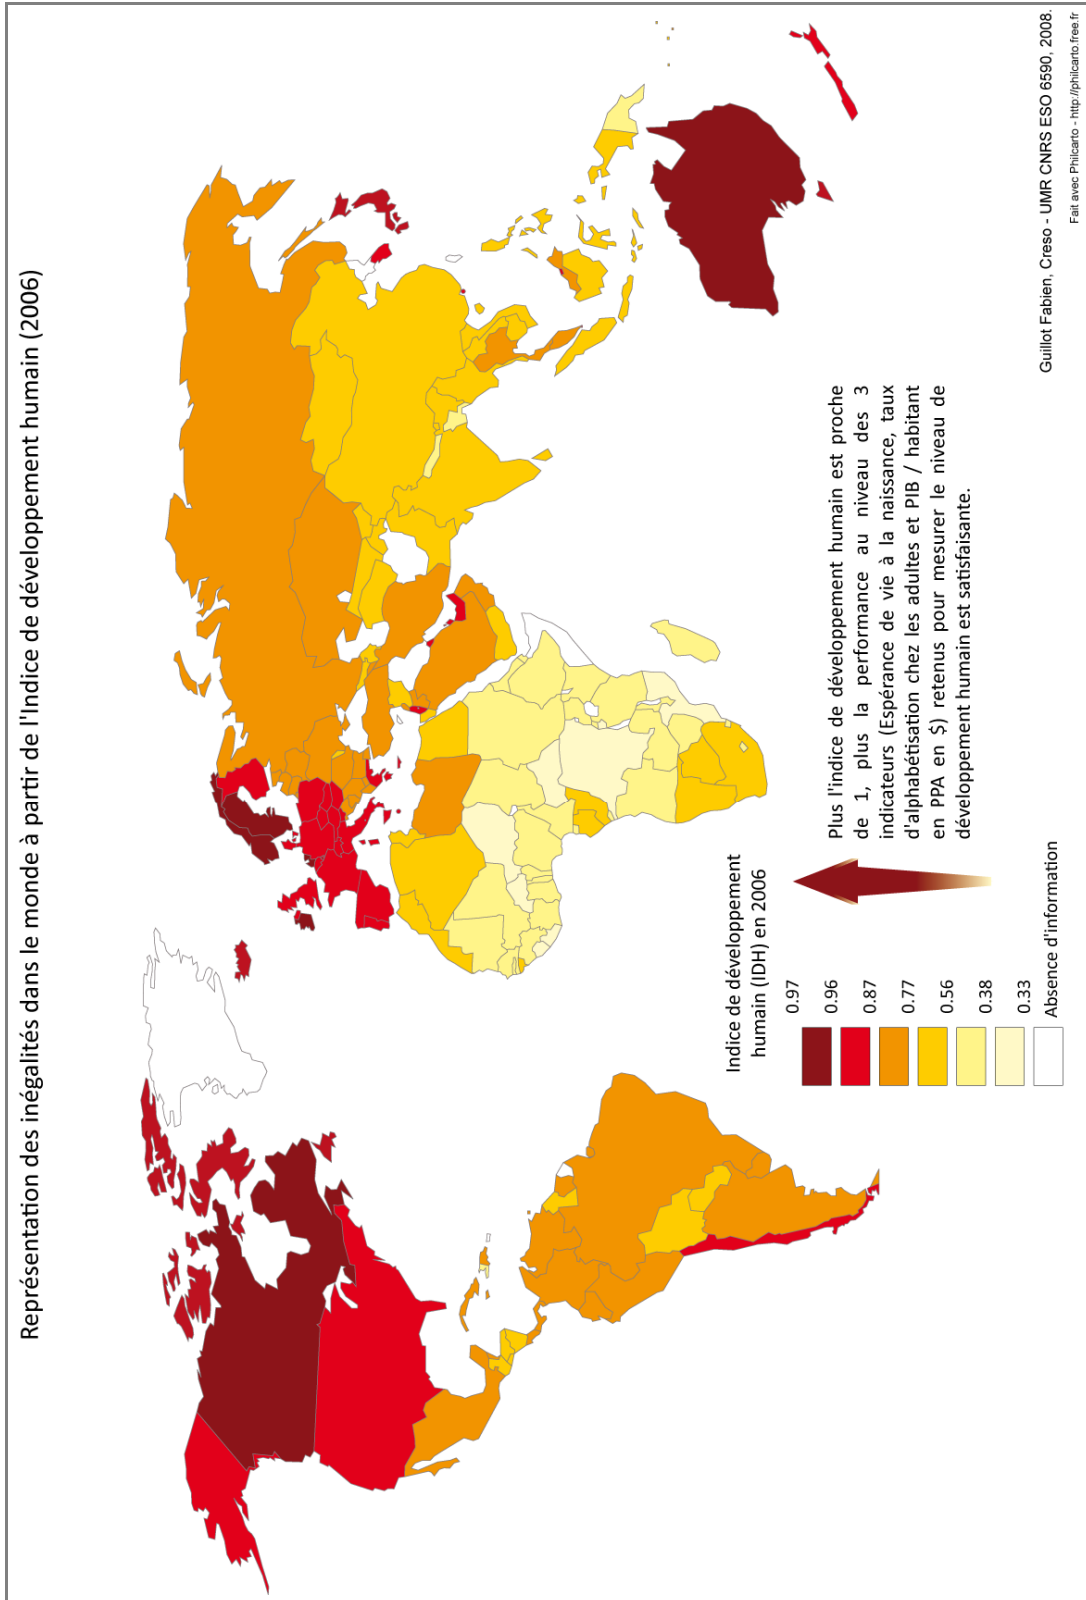 Représentation des inégalités dans le monde à partir de l'Indice de développement humain (2006)
Indice de développement
humain (IDH) en 2006
0.97
0.96
0.87
0.77
0.56
0.38
0.33
Absence d'information
Plus l'indice de développement humain est proche
de 1, plus la performance au niveau des 3
indicateurs (Espérance de vie à la naissance, taux
d'alphabétisation chez les adultes et PIB / habitant
en PPA en $) retenus pour mesurer le niveau de
développement humain est satisfaisante.
Guillot Fabien, Creso - UMR CNRS ESO 6590, 2008.
Fait avec Philcarto - http://philcarto.free.fr